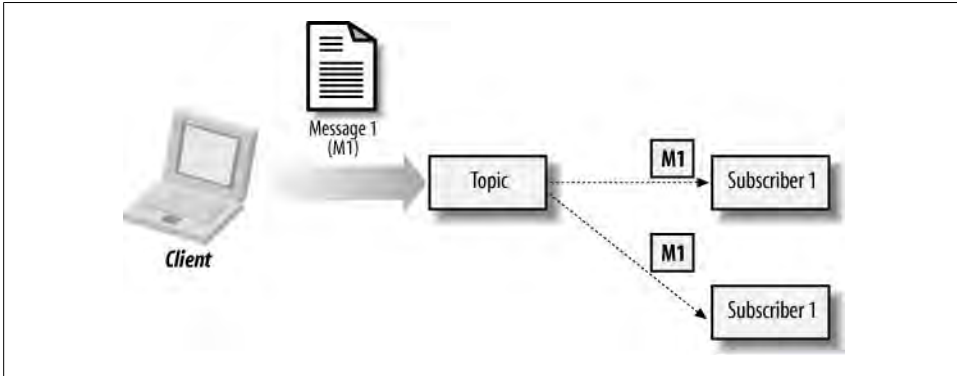 Message 1
(M1)
Client
Topic
M1
Subscriber 1
M1
Subscriber 1